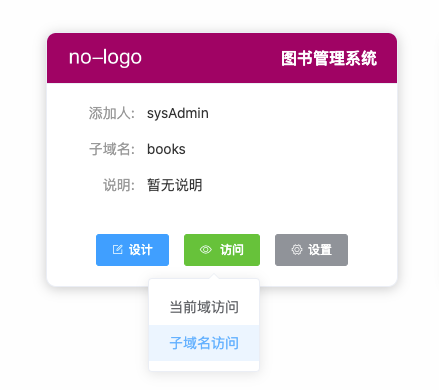 no-logo 图书管理系统
添加人: sysAdmin
子域名: books
说明: 暂无说明
设计 访问 设置
当前域访问
子域名访问